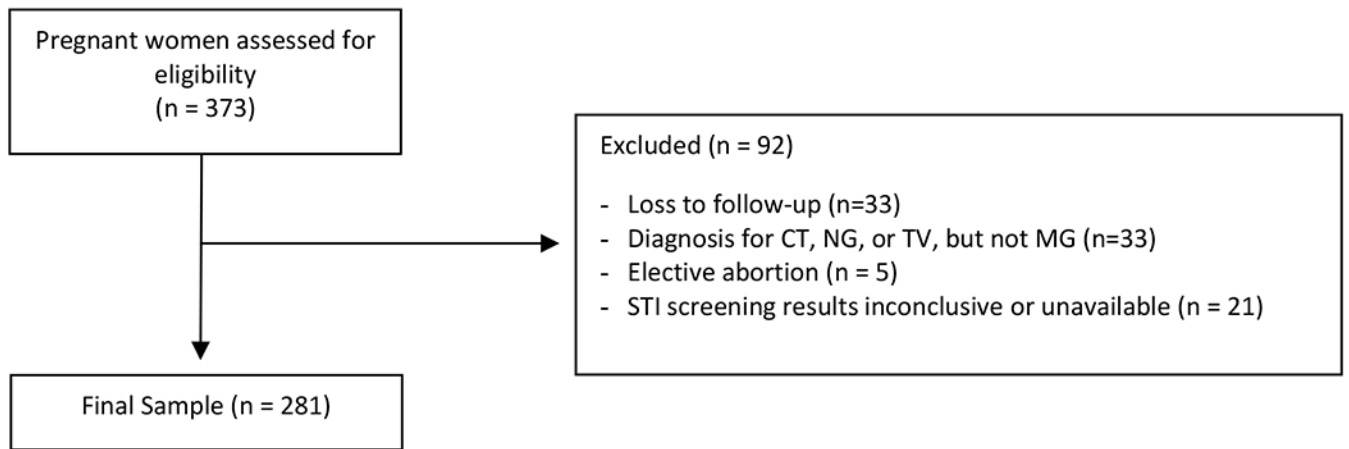 Pregnant women assessed for
eligibility
(n = 373)
Excluded (n = 92)
- Loss to follow-up (n=33)
- Diagnosis for CT, NG, or TV, but not MG (n=33)
- Elective abortion (n = 5)
- STI screening results inconclusive or unavailable (n = 21)
Final Sample (n = 281)